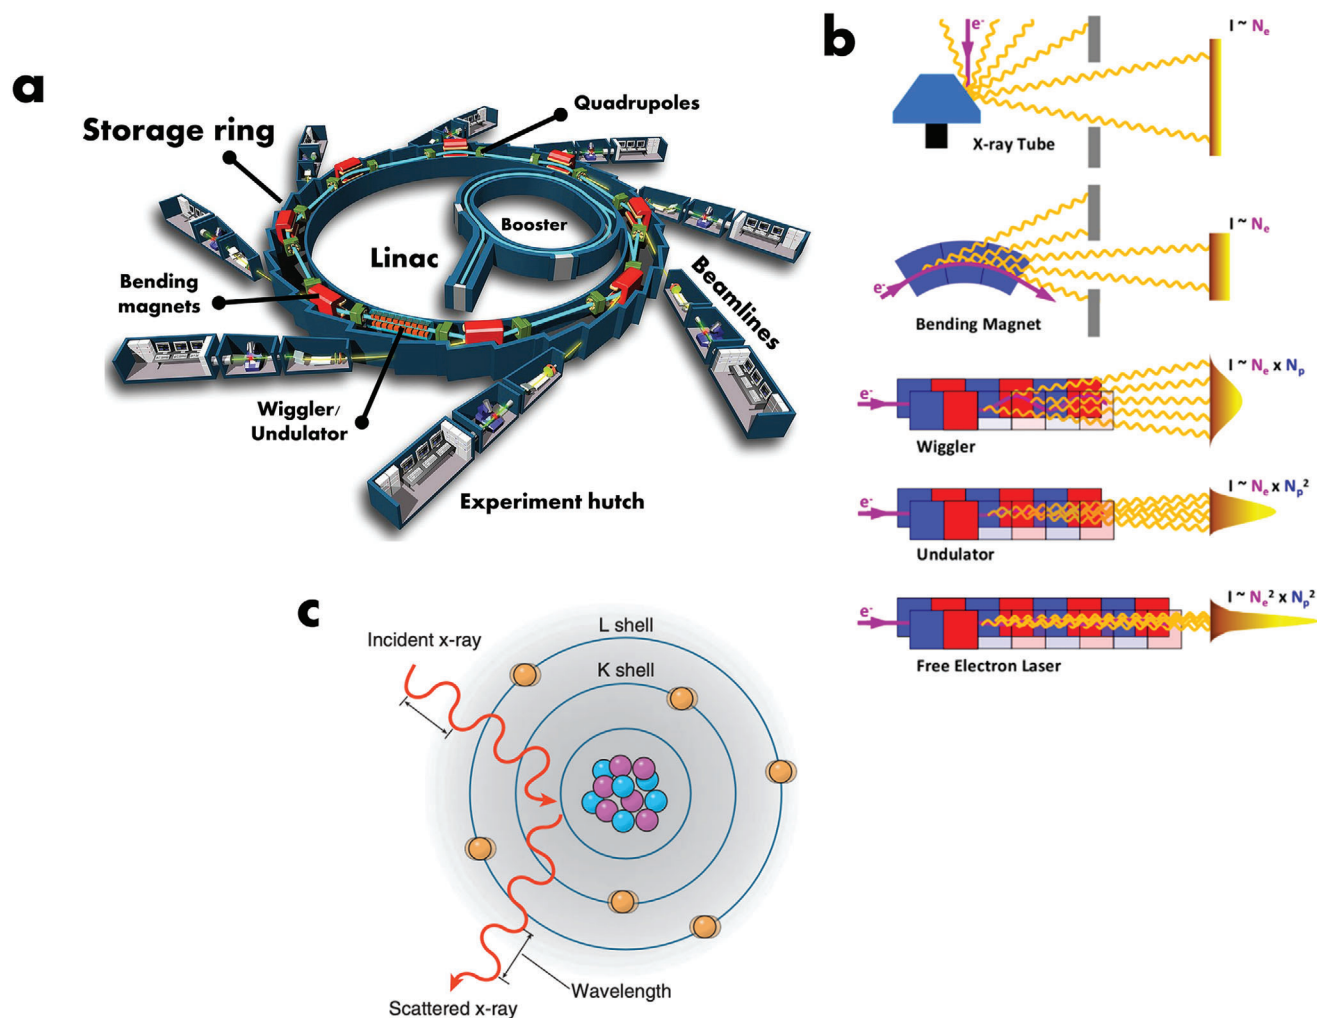 a
Storage ring
Quadrupoles
Booster
Linac
Bending
magnets
Beamlines
Wiggler/
Undulator
Experiment hutch
b
e-
I ~ Ne
X-ray Tube
I ~ Ne
e-
Bending Magnet
I ~ Ne x Np
e-
Wiggler
I ~ Ne x Np²
e-
Undulator
I ~ Ne² x Np²
e-
Free Electron Laser
c
L shell
Incident x-ray
K shell
Wavelength
Scattered x-ray